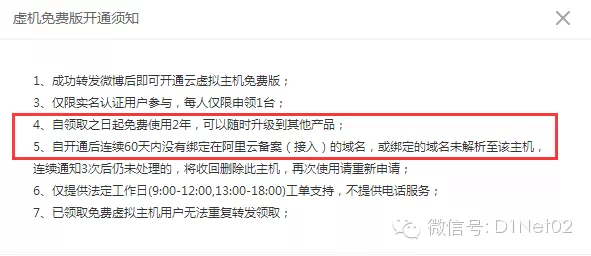 虚机免费版开通须知
1、成功转发微博后即可开通云虚拟主机免费版；
3、仅限实名认证用户参与，每人仅限申领1台；
4、自领取之日起免费使用2年，可以随时升级到其他产品；
5、自开通后连续60天内没有绑定在阿里云备案（接入）的域名，或绑定的域名未解析至该主机，
连续通知3次后仍未处理的，将收回删除此主机，再次使用请重新申请；
6、仅提供法定工作日(9:00-12:00,13:00-18:00)工单支持，不提供电话服务；
7、已领取免费虚拟主机用户无法重复转发领取；
微信号: D1Net02